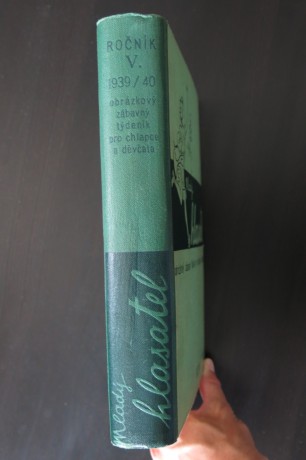 ROČNÍK
V.
1939/40
obrázkový
zábavný
týdeník
pro chlapce
a děvčata
Mladý
hlasatel